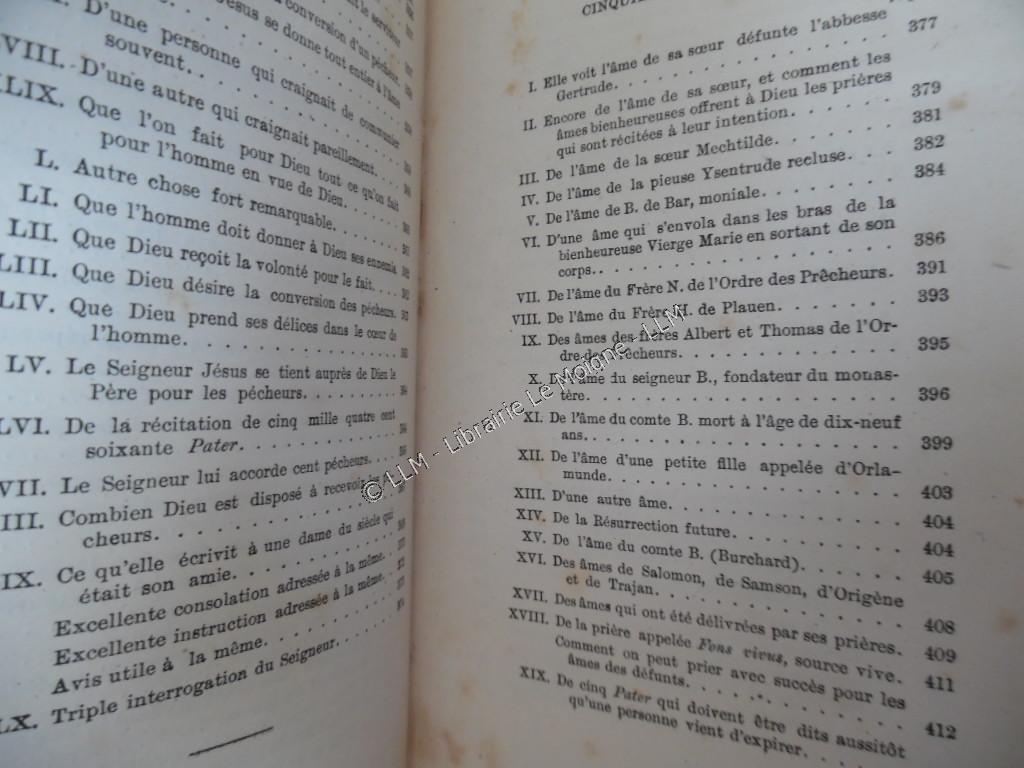 servir
conversion d'un pécheur.
Jésus se donne tout entier à l'âme
D'une personne qui craignait de communier
souvent.
VIII. D'une autre qui craignait pareillement.
LIX. Que l'on fait pour Dieu tout ce qu'on fait
pour l'homme en vue de Dieu.
L. Autre chose fort remarquable.
LI. Que l'homme doit donner à Dieu ses ennemis
LII. Que Dieu reçoit la volonté pour le fait.
LIII. Que Dieu désire la conversion des pécheurs.
LIV. Que Dieu prend ses délices dans le cœur de
l'homme.
LV. Le Seigneur Jésus se tient auprès de Dieu le
Père pour les pécheurs.
LVI. De la récitation de cinq mille quatre cent
soixante Pater.
VII. Le Seigneur lui accorde cent pécheurs.
III. Combien Dieu est disposé à recevoir
cheurs.
IX. Ce qu'elle écrivit à une dame du siècle qui
était son amie.
Excellente consolation adressée à la même.
Excellente instruction adressée à la même.
Avis utile à la même.
LX. Triple interrogation du Seigneur.
CINQUIÈ
I. Elle voit l'âme de sa sœur défunte l'abbesse
Gertrude. 377
II. Encore de l'âme de sa sœur, et comment les
âmes bienheureuses offrent à Dieu les prières
qui sont récitées à leur intention. 379
III. De l'âme de la sœur Mechtilde. 381
IV. De l'âme de la pieuse Ysentrude recluse. 382
V. De l'âme de B. de Bar, moniale. 384
VI. D'une âme qui s'envola dans les bras de la
bienheureuse Vierge Marie en sortant de son
corps. 386
VII. De l'âme du Frère N. de l'Ordre des Prêcheurs. 391
VIII. De l'âme du Frère H. de Plauen. 393
IX. Des âmes des frères Albert et Thomas de l'Or-
dre des Prêcheurs. 395
X. De l'âme du seigneur B., fondateur du monas-
tère. 396
XI. De l'âme du comte B. mort à l'âge de dix-neuf
ans. 399
XII. De l'âme d'une petite fille appelée d'Orla-
munde. 403
XIII. D'une autre âme. 404
XIV. De la Résurrection future. 404
XV. De l'âme du comte B. (Burchard). 405
XVI. Des âmes de Salomon, de Samson, d'Origène
et de Trajan. 408
XVII. Des âmes qui ont été délivrées par ses prières. 409
XVIII. De la prière appelée Fons vivus, source vive.
Comment on peut prier avec succès pour les
âmes des défunts. 411
XIX. De cinq Pater qui doivent être dits aussitôt
qu'une personne vient d'expirer. 412
© LLM - Librairie Le Moigne - LLM